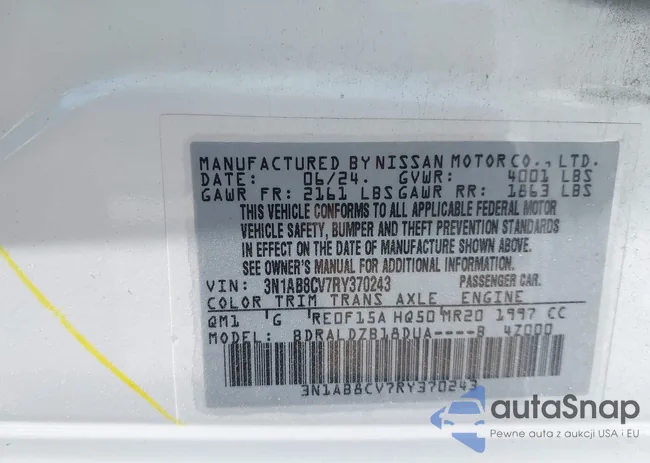 MANUFACTURED BY NISSAN MOTOR CO., LTD.
DATE: 06/24. GVWR: 4001 LBS
GAWR FR: 2161 LBS GAWR RR: 1863 LBS
THIS VEHICLE CONFORMS TO ALL APPLICABLE FEDERAL MOTOR
VEHICLE SAFETY, BUMPER AND THEFT PREVENTION STANDARDS
IN EFFECT ON THE DATE OF MANUFACTURE SHOWN ABOVE.
SEE OWNER'S MANUAL FOR ADDITIONAL INFORMATION.
VIN: 3N1AB8CV7RY370243 PASSENGER CAR.
COLOR TRIM TRANS AXLE ENGINE
QM1 G RE0F15A HQ50 MR20 1997 CC
MODEL: BDRALDZB18DUA----B 4Z000
3N1AB8CV7RY370243
autaSnap
Pewne auta z aukcji USA i EU